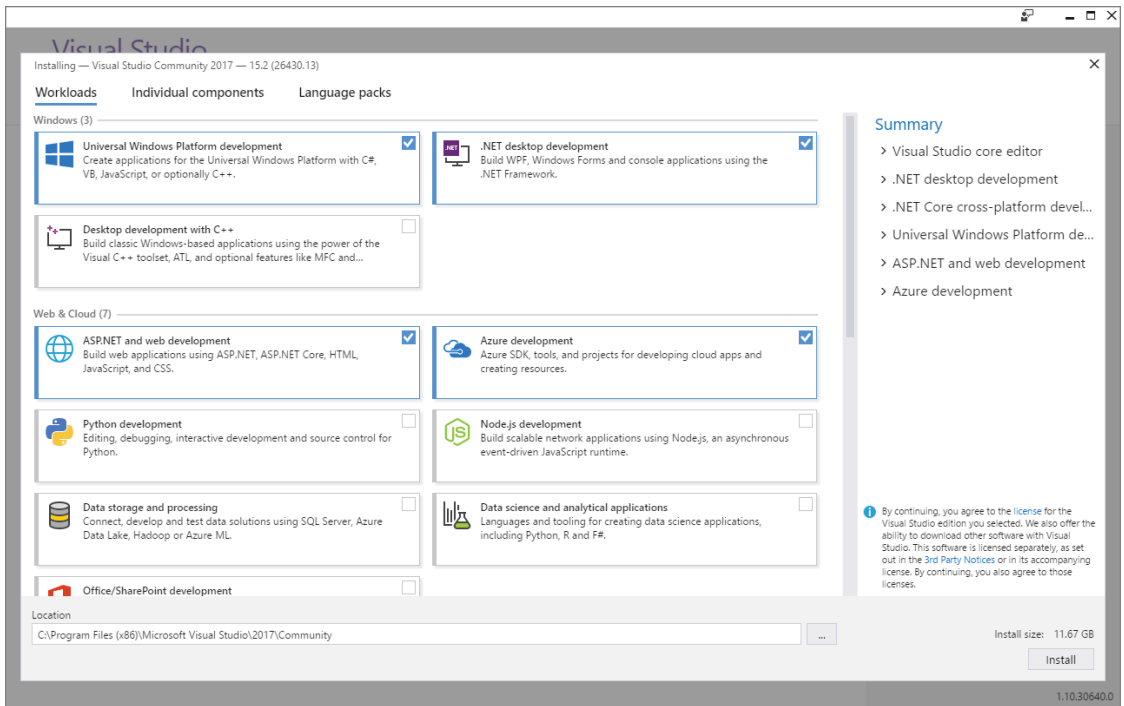 Visual Studio
Installing — Visual Studio Community 2017 — 15.2 (26430.13)
Workloads
Individual components
Language packs
Windows (3)
Universal Windows Platform development
Create applications for the Universal Windows Platform with C#,
VB, JavaScript, or optionally C++.
.NET
.NET desktop development
Build WPF, Windows Forms and console applications using the
.NET Framework.
Desktop development with C++
Build classic Windows-based applications using the power of the
Visual C++ toolset, ATL, and optional features like MFC and...
Web & Cloud (7)
ASP.NET and web development
Build web applications using ASP.NET, ASP.NET Core, HTML,
JavaScript, and CSS.
Azure development
Azure SDK, tools, and projects for developing cloud apps and
creating resources.
Python development
Editing, debugging, interactive development and source control for
Python.
JS
Node.js development
Build scalable network applications using Node.js, an asynchronous
event-driven JavaScript runtime.
Data storage and processing
Connect, develop and test data solutions using SQL Server, Azure
Data Lake, Hadoop or Azure ML.
Data science and analytical applications
Languages and tooling for creating data science applications,
including Python, R and F#.
Office/SharePoint development
Summary
> Visual Studio core editor
> .NET desktop development
> .NET Core cross-platform devel...
> Universal Windows Platform de...
> ASP.NET and web development
> Azure development
By continuing, you agree to the license for the
Visual Studio edition you selected. We also offer the
ability to download other software with Visual
Studio. This software is licensed separately, as set
out in the 3rd Party Notices or in its accompanying
license. By continuing, you also agree to those
licenses.
Location
C:\Program Files (x86)\Microsoft Visual Studio\2017\Community
...
Install size: 11.67 GB
Install
1.10.30640.0